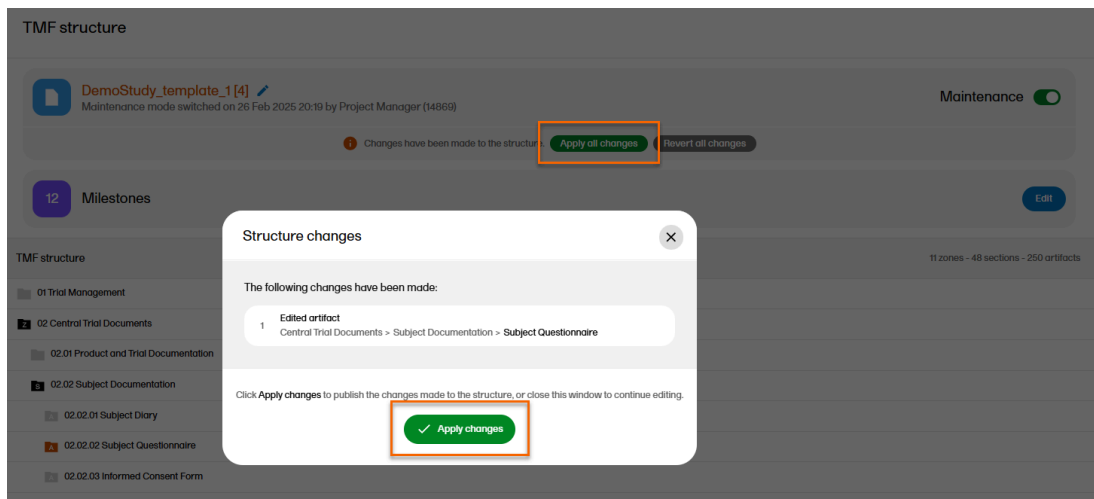 TMF structure
DemoStudy_template_1 [4]
Maintenance mode switched on 26 Feb 2025 20:19 by Project Manager (14869)
Maintenance
Changes have been made to the structure. Apply all changes Revert all changes
12 Milestones
Edit
Structure changes
TMF structure
11 zones - 48 sections - 250 artifacts
The following changes have been made:
01 Trial Management
1 Edited artifact
Central Trial Documents > Subject Documentation > Subject Questionnaire
Z 02 Central Trial Documents
02.01 Product and Trial Documentation
S 02.02 Subject Documentation
Click Apply changes to publish the changes made to the structure, or close this window to continue editing.
A 02.02.01 Subject Diary
Apply changes
A 02.02.02 Subject Questionnaire
A 02.02.03 Informed Consent Form